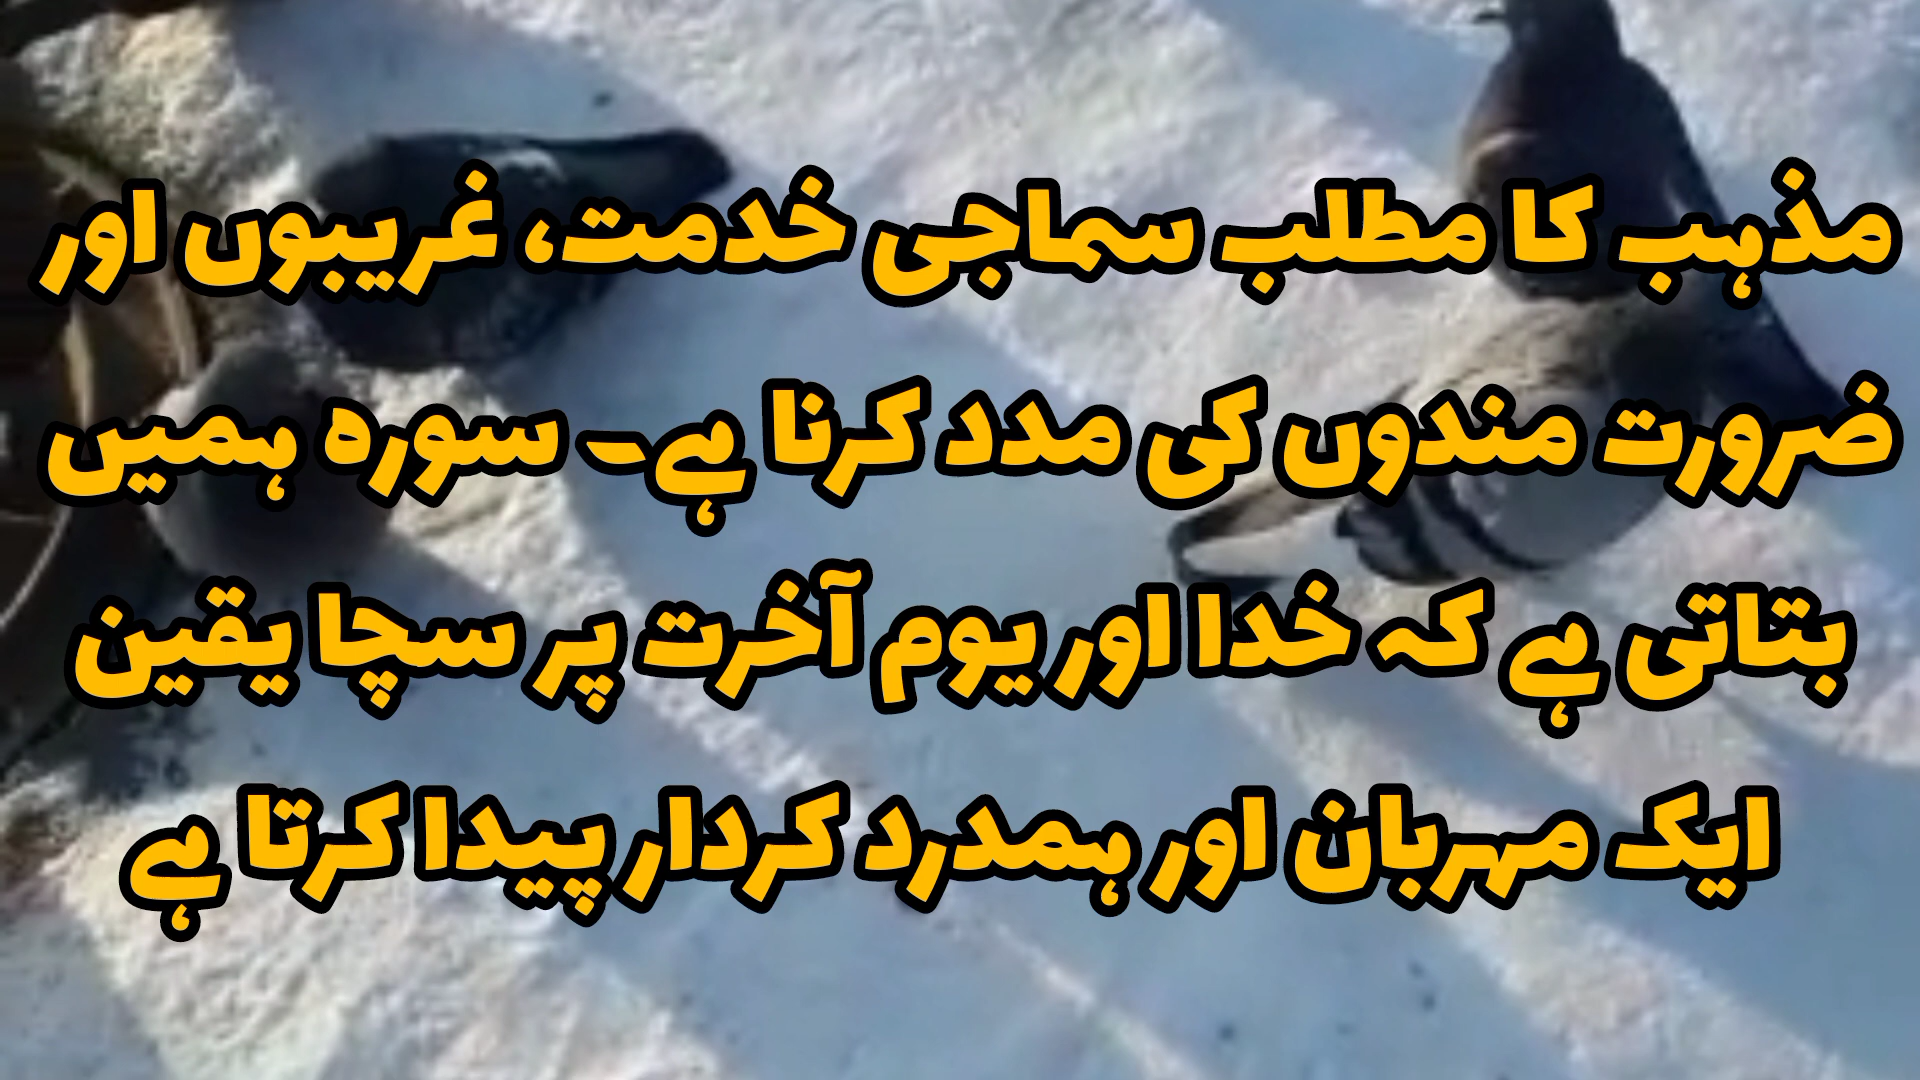 مذہب کا مطلب سماجی خدمت، غریبوں اور
ضرورت مندوں کی مدد کرنا ہے۔ سورہ ہمیں
بتاتی ہے کہ خدا اور یوم آخرت پر سچا یقین
ایک مہربان اور ہمدرد کردار پیدا کرتا ہے